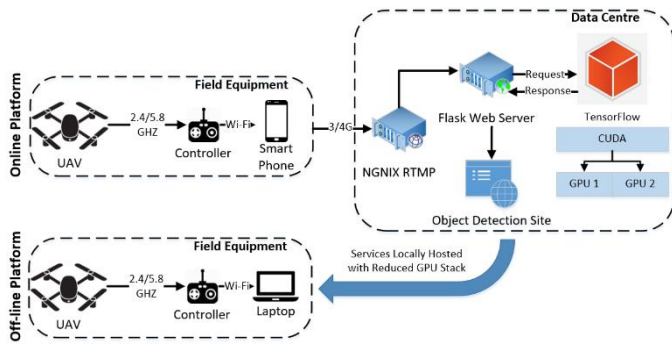 Online Platform
Field Equipment
UAV
2.4/5.8
GHZ
Controller
Wi-Fi
Smart
Phone
3/4G
Data Centre
NGNIX RTMP
Flask Web Server
Request
Response
TensorFlow
CUDA
GPU 1
GPU 2
Object Detection Site
Services Locally Hosted
with Reduced GPU Stack
Off-line Platform
Field Equipment
UAV
2.4/5.8
GHZ
Controller
Wi-Fi
Laptop